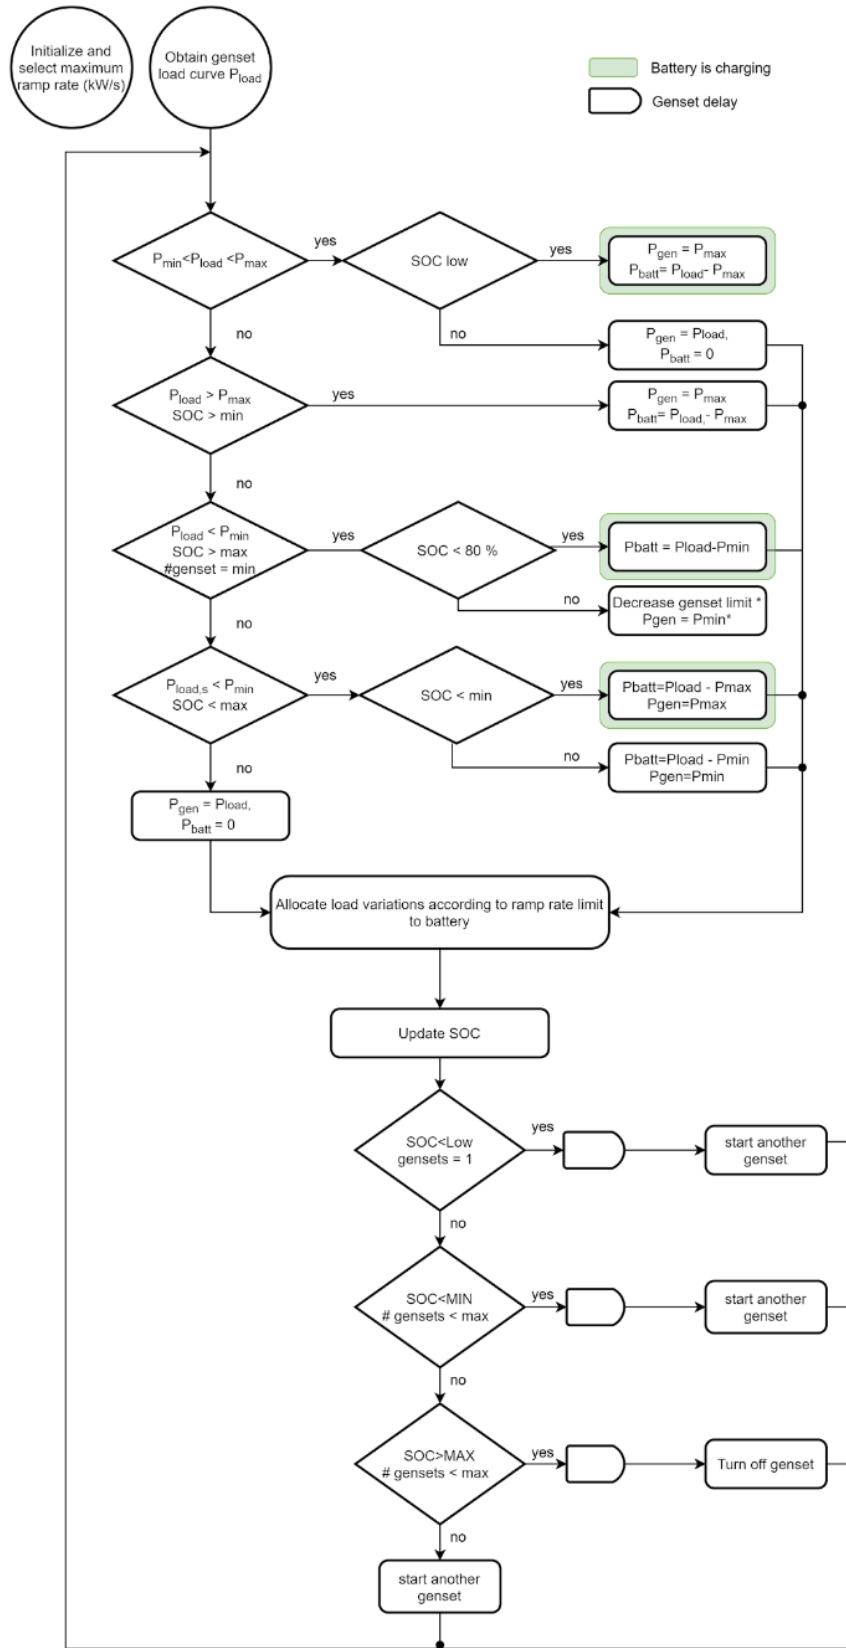 Initialize and
select maximum
ramp rate (kW/s)
Obtain genset
load curve Pload
Battery is charging
Genset delay
Pmin<Pload <Pmax
yes
SOC low
yes
Pgen = Pmax
Pbatt= Pload- Pmax
no
no
Pgen = Pload,
Pbatt = 0
Pload > Pmax
SOC > min
yes
Pgen = Pmax
Pbatt= Pload,- Pmax
no
Pload < Pmin
SOC > max
#genset = min
yes
SOC < 80 %
yes
Pbatt = Pload-Pmin
no
Decrease genset limit *
Pgen = Pmin*
no
Pload,s < Pmin
SOC < max
yes
SOC < min
yes
Pbatt=Pload - Pmax
Pgen=Pmax
no
Pbatt=Pload - Pmin
Pgen=Pmin
no
Pgen = Pload,
Pbatt = 0
Allocate load variations according to ramp rate limit
to battery
Update SOC
SOC<Low
gensets = 1
yes
start another
genset
no
SOC<MIN
# gensets < max
yes
start another
genset
no
SOC>MAX
# gensets < max
yes
Turn off genset
no
start another
genset